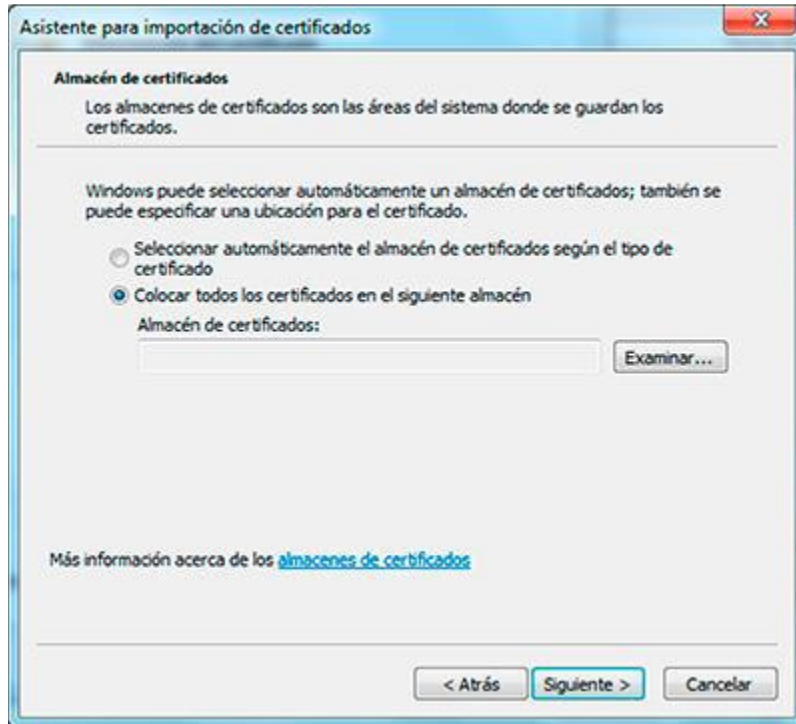 Asistente para importación de certificados
Almacén de certificados
Los almacenes de certificados son las áreas del sistema donde se guardan los
certificados.
Windows puede seleccionar automáticamente un almacén de certificados; también se
puede especificar una ubicación para el certificado.
Seleccionar automáticamente el almacén de certificados según el tipo de
certificado
Colocar todos los certificados en el siguiente almacén
Almacén de certificados:
Examinar...
Más información acerca de los almacenes de certificados
< Atrás
Siguiente >
Cancelar